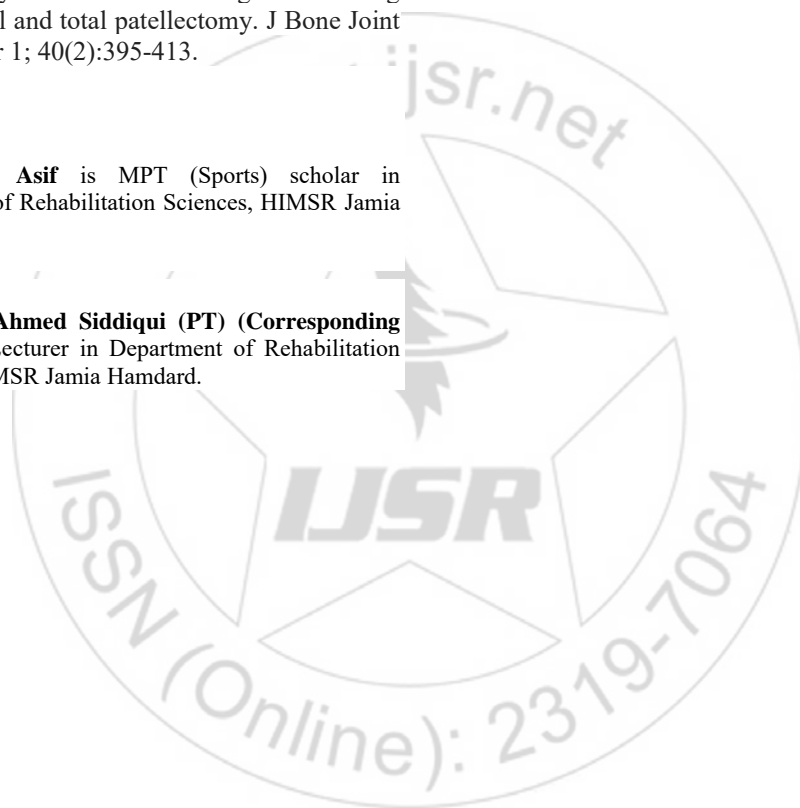 l and total patellectomy. J Bone Joint
r 1; 40(2):395-413.
Asif is MPT (Sports) scholar in
of Rehabilitation Sciences, HIMSR Jamia
Ahmed Siddiqui (PT) (Corresponding
ecturer in Department of Rehabilitation
MSR Jamia Hamdard.
ijsr.net
IJSR
ISSN (Online): 2319-7064